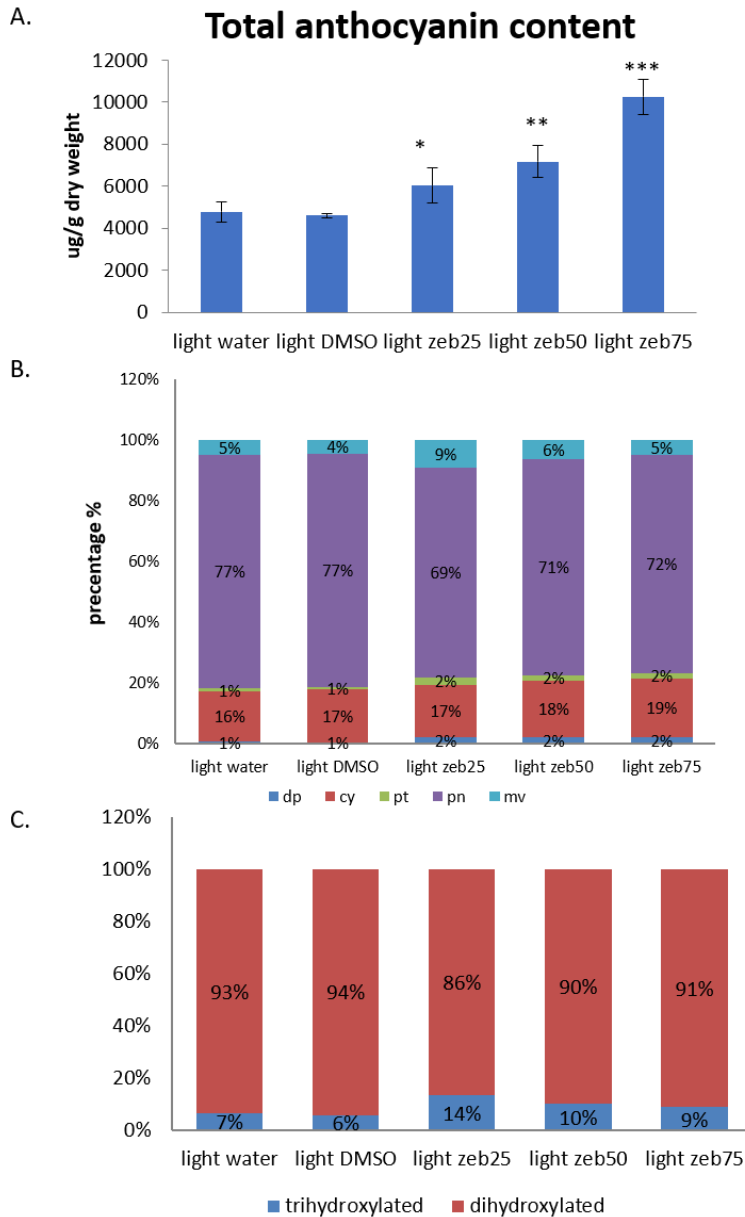 A.
Total anthocyanin content
12000
10000
8000
6000
4000
2000
0
ug/g dry weight
*
**
***
light water light DMSO light zeb25 light zeb50 light zeb75
B.
120%
100%
80%
60%
40%
20%
0%
precentage %
5% 4% 9% 6% 5%
77% 77% 69% 71% 72%
1% 1% 2% 2% 2%
16% 17% 17% 18% 19%
1% 1% 2% 2% 2%
light water light DMSO light zeb25 light zeb50 light zeb75
dp cy pt pn mv
C.
120%
100%
80%
60%
40%
20%
0%
93% 94% 86% 90% 91%
7% 6% 14% 10% 9%
light water light DMSO light zeb25 light zeb50 light zeb75
trihydroxylated dihydroxylated